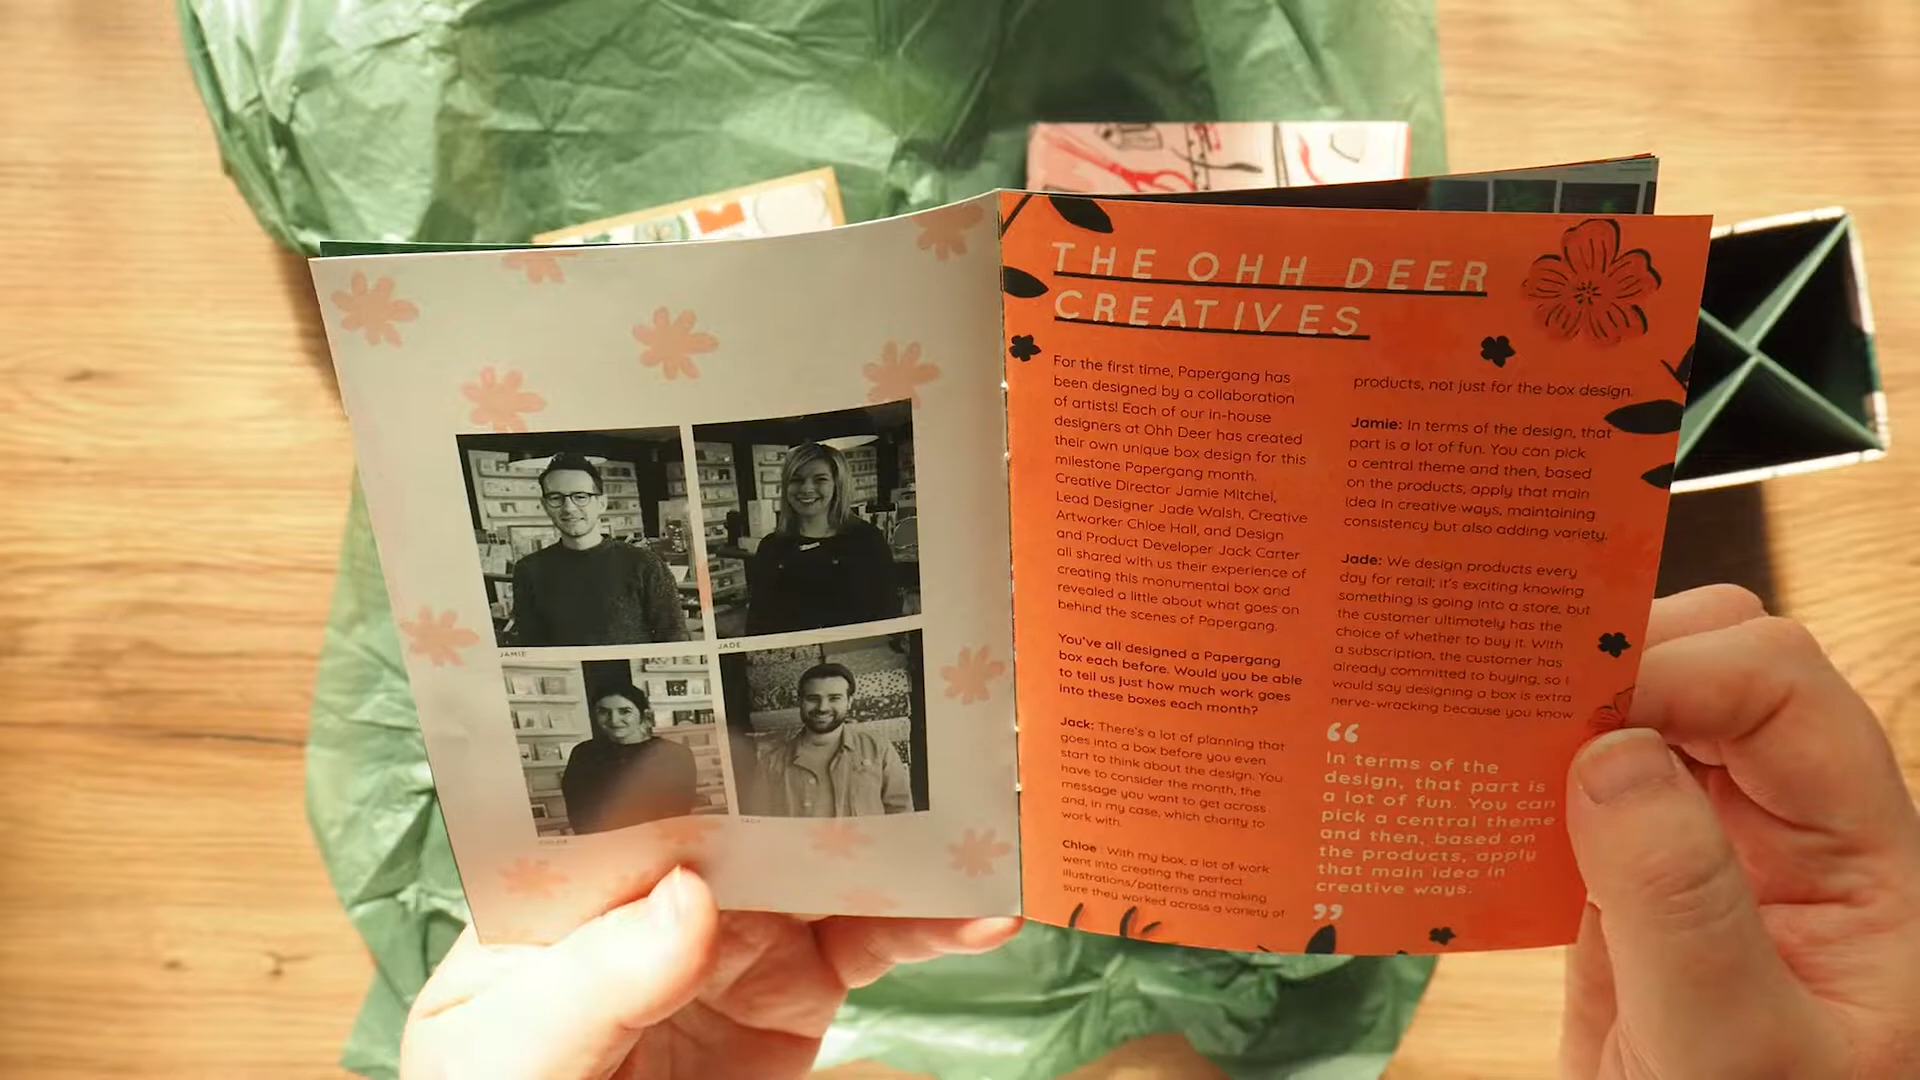 JAMIE
JADE
CHLOE
JACK
THE OHH DEER
CREATIVES
For the first time, Papergang has
been designed by a collaboration
of artists! Each of our in-house
designers at Ohh Deer has created
their own unique box design for this
milestone Papergang month.
Creative Director Jamie Mitchel,
Lead Designer Jade Walsh, Creative
Artworker Chloe Hall, and Design
and Product Developer Jack Carter
all shared with us their experience of
creating this monumental box and
revealed a little about what goes on
behind the scenes of Papergang.
You've all designed a Papergang
box each before. Would you be able
to tell us just how much work goes
into these boxes each month?
Jack: There's a lot of planning that
goes into a box before you even
start to think about the design. You
have to consider the month, the
message you want to get across
and, in my case, which charity to
work with.
Chloe : With my box, a lot of work
went into creating the perfect
illustrations/patterns and making
sure they worked across a variety of
products, not just for the box design.
Jamie: In terms of the design, that
part is a lot of fun. You can pick
a central theme and then, based
on the products, apply that main
idea in creative ways, maintaining
consistency but also adding variety.
Jade: We design products every
day for retail; it's exciting knowing
something is going into a store, but
the customer ultimately has the
choice of whether to buy it. With
a subscription, the customer has
already committed to buying, so I
would say designing a box is extra
nerve-wracking because you know
“
In terms of the
design, that part is
a lot of fun. You can
pick a central theme
and then, based on
the products, apply
that main idea in
creative ways.
”